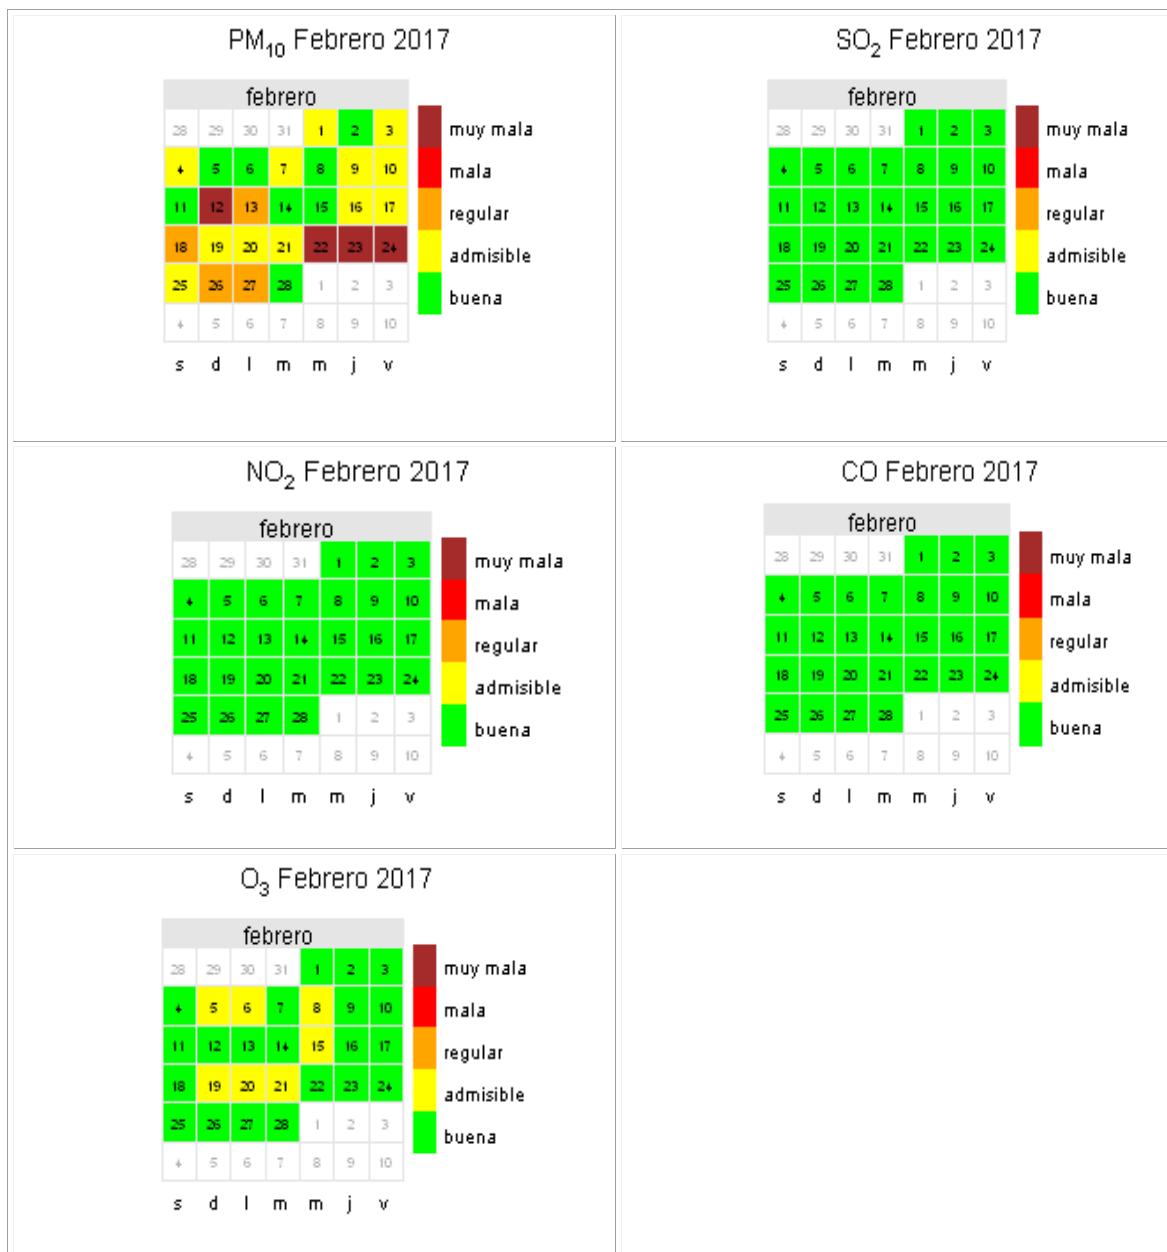 PM10 Febrero 2017
febrero
28 29 30 31 1 2 3
4 5 6 7 8 9 10
11 12 13 14 15 16 17
18 19 20 21 22 23 24
25 26 27 28 1 2 3
4 5 6 7 8 9 10
s d l m m j v
muy mala
mala
regular
admisible
buena
SO2 Febrero 2017
febrero
28 29 30 31 1 2 3
4 5 6 7 8 9 10
11 12 13 14 15 16 17
18 19 20 21 22 23 24
25 26 27 28 1 2 3
4 5 6 7 8 9 10
s d l m m j v
muy mala
mala
regular
admisible
buena
NO2 Febrero 2017
febrero
28 29 30 31 1 2 3
4 5 6 7 8 9 10
11 12 13 14 15 16 17
18 19 20 21 22 23 24
25 26 27 28 1 2 3
4 5 6 7 8 9 10
s d l m m j v
muy mala
mala
regular
admisible
buena
CO Febrero 2017
febrero
28 29 30 31 1 2 3
4 5 6 7 8 9 10
11 12 13 14 15 16 17
18 19 20 21 22 23 24
25 26 27 28 1 2 3
4 5 6 7 8 9 10
s d l m m j v
muy mala
mala
regular
admisible
buena
O3 Febrero 2017
febrero
28 29 30 31 1 2 3
4 5 6 7 8 9 10
11 12 13 14 15 16 17
18 19 20 21 22 23 24
25 26 27 28 1 2 3
4 5 6 7 8 9 10
s d l m m j v
muy mala
mala
regular
admisible
buena